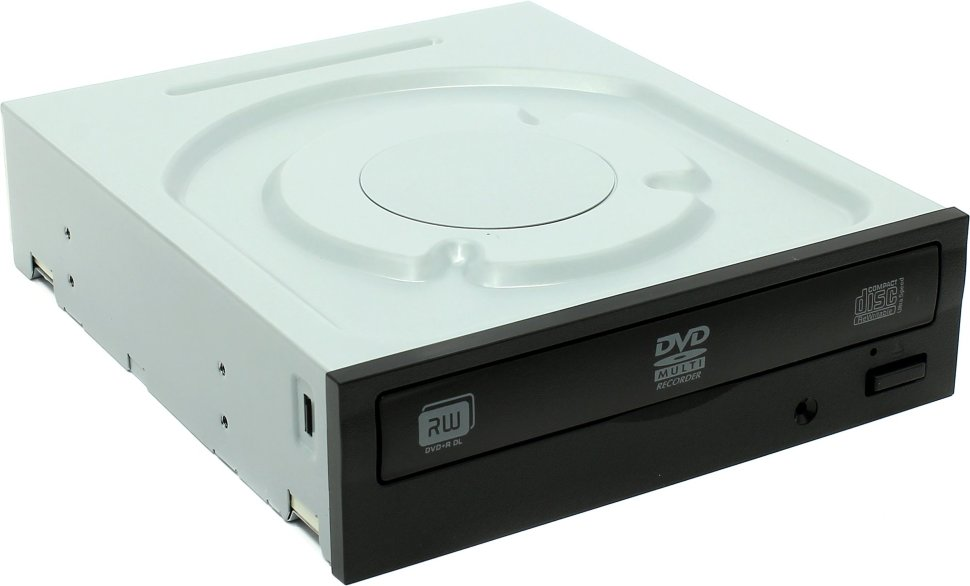 RW
DVD+R DL
DVD
MULTI
RECORDER
COMPACT
disc
ReWritable
Ultra Speed